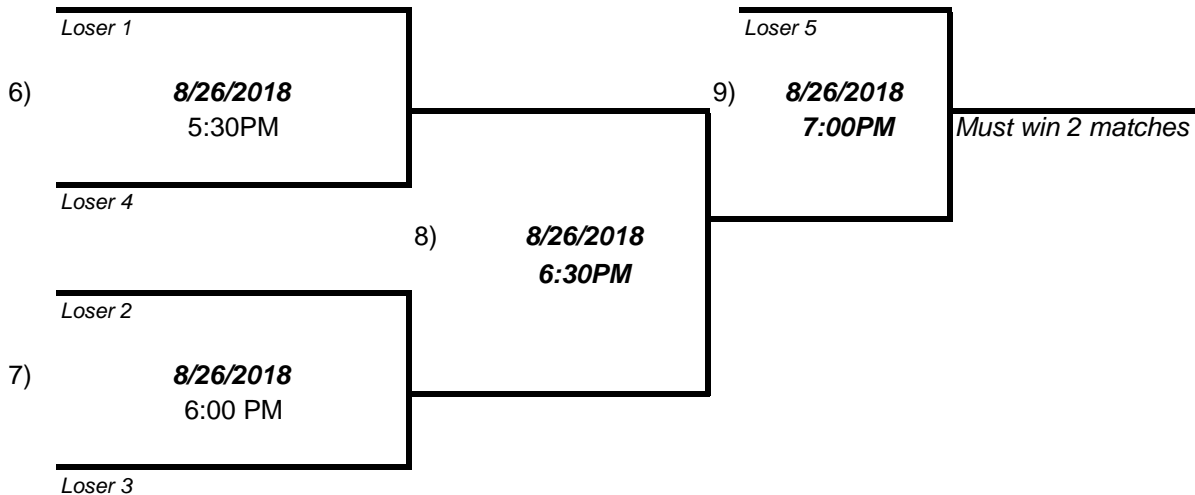 Loser 1
6)
8/26/2018
5:30PM
Loser 4
Loser 2
7)
8/26/2018
6:00 PM
Loser 3
8)
8/26/2018
6:30PM
Loser 5
9)
8/26/2018
7:00PM
Must win 2 matches